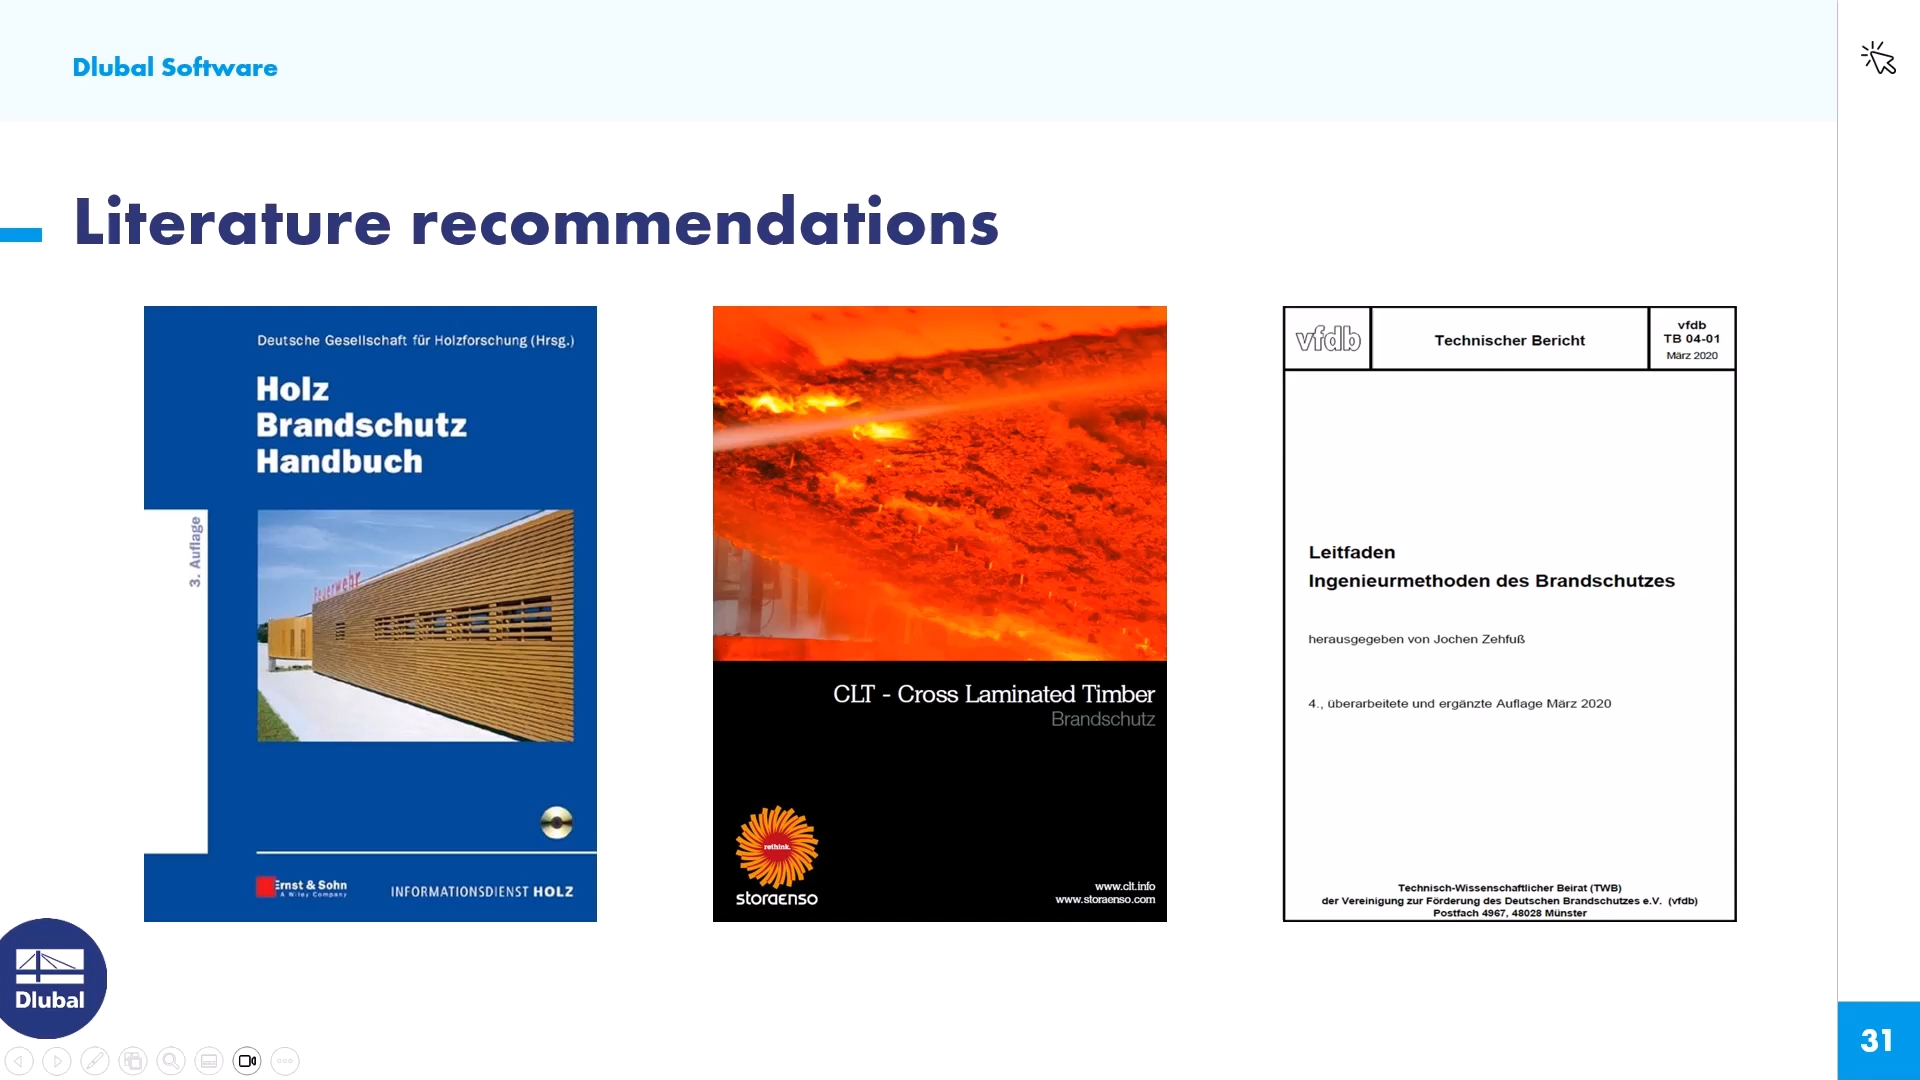 Dlubal Software
Literature recommendations
Deutsche Gesellschaft für Holzforschung (Hrsg.)
Holz
Brandschutz
Handbuch
3. Auflage
Feuerwehr
Ernst & Sohn
A Wiley Company
INFORMATIONSDIENST HOLZ
CLT - Cross Laminated Timber
Brandschutz
rethink.
storaenso
www.clt.info
www.storaenso.com
vfdb
Technischer Bericht
vfdb
TB 04-01
März 2020
Leitfaden
Ingenieurmethoden des Brandschutzes
herausgegeben von Jochen Zehfuß
4., überarbeitete und ergänzte Auflage März 2020
Technisch-Wissenschaftlicher Beirat (TWB)
der Vereinigung zur Förderung des Deutschen Brandschutzes e.V. (vfdb)
Postfach 4967, 48028 Münster
Dlubal
31